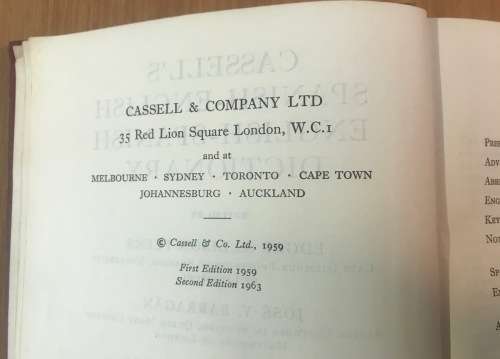 CASSELL & COMPANY LTD
35 Red Lion Square London, W.C.1
and at
MELBOURNE · SYDNEY · TORONTO · CAPE TOWN
JOHANNESBURG · AUCKLAND
© Cassell & Co. Ltd., 1959
First Edition 1959
Second Edition 1963